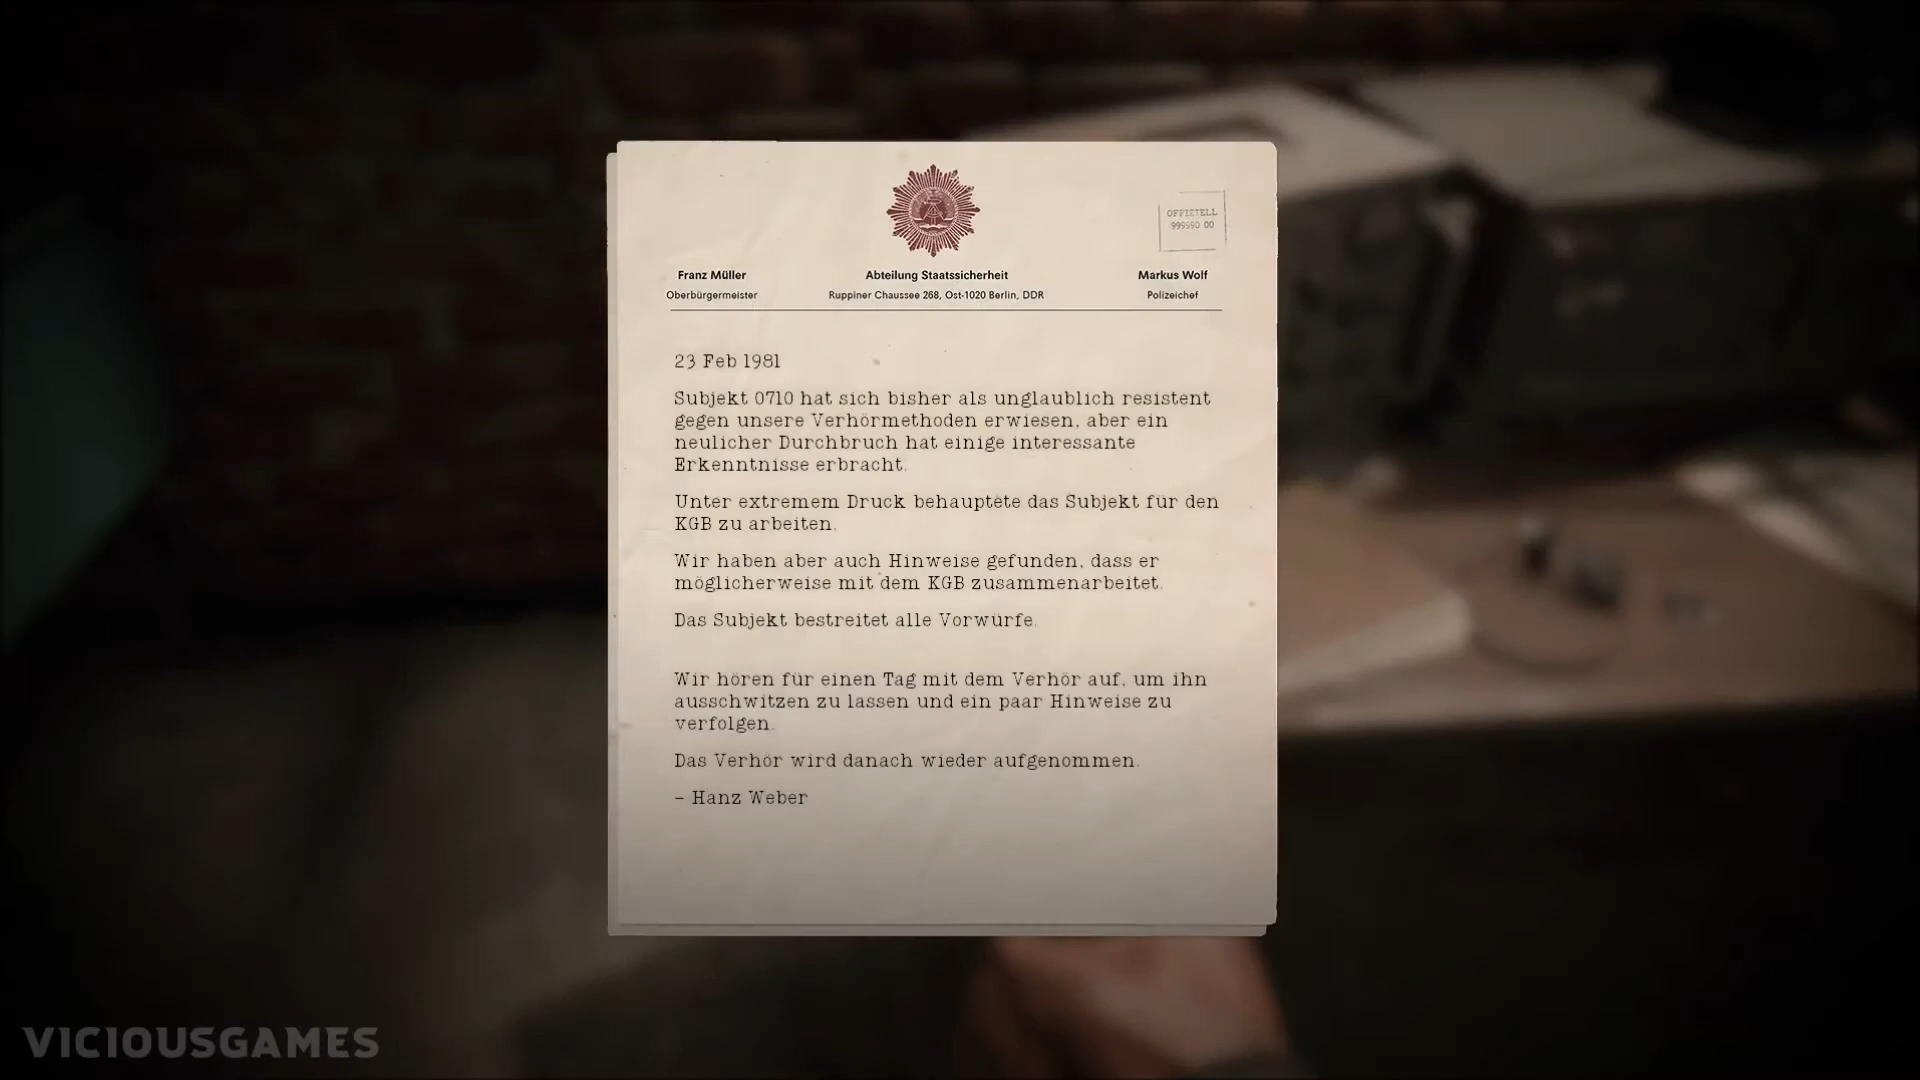 OFFIZIELL
999990 00
Franz Müller
Abteilung Staatssicherheit
Markus Wolf
Oberbürgermeister
Ruppiner Chaussee 268, Ost-1020 Berlin, DDR
Polizeichef
23 Feb 1981
Subjekt 0710 hat sich bisher als unglaublich resistent
gegen unsere Verhörmethoden erwiesen, aber ein
neulicher Durchbruch hat einige interessante
Erkenntnisse erbracht.
Unter extremem Druck behauptete das Subjekt für den
KGB zu arbeiten.
Wir haben aber auch Hinweise gefunden, dass er
möglicherweise mit dem KGB zusammenarbeitet.
Das Subjekt bestreitet alle Vorwürfe.
Wir hören für einen Tag mit dem Verhör auf, um ihn
ausschwitzen zu lassen und ein paar Hinweise zu
verfolgen.
Das Verhör wird danach wieder aufgenommen.
– Hanz Weber
VICIOUSGAMES